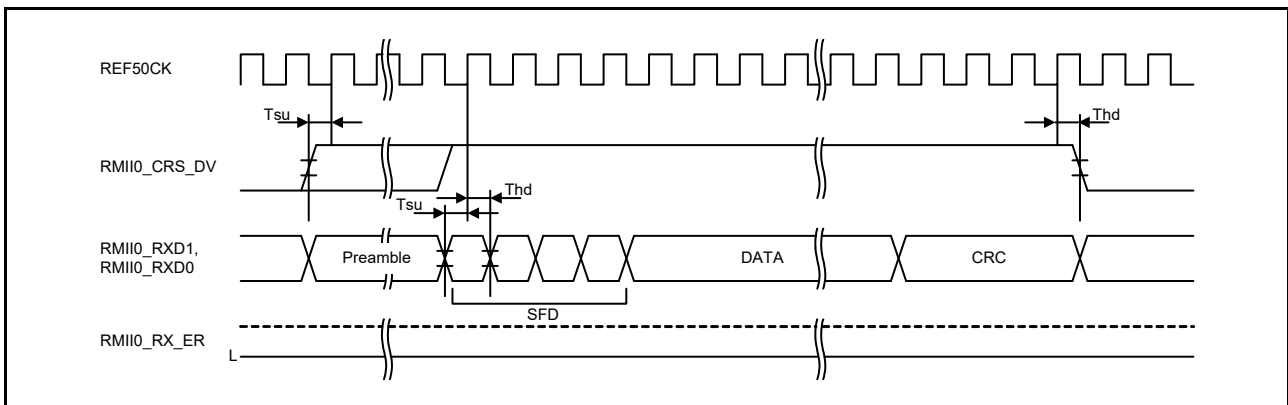 REF50CK
Tsu
Thd
RMII0_CRS_DV
Tsu
Thd
RMII0_RXD1,
RMII0_RXD0
Preamble
DATA
CRC
SFD
RMII0_RX_ER
L